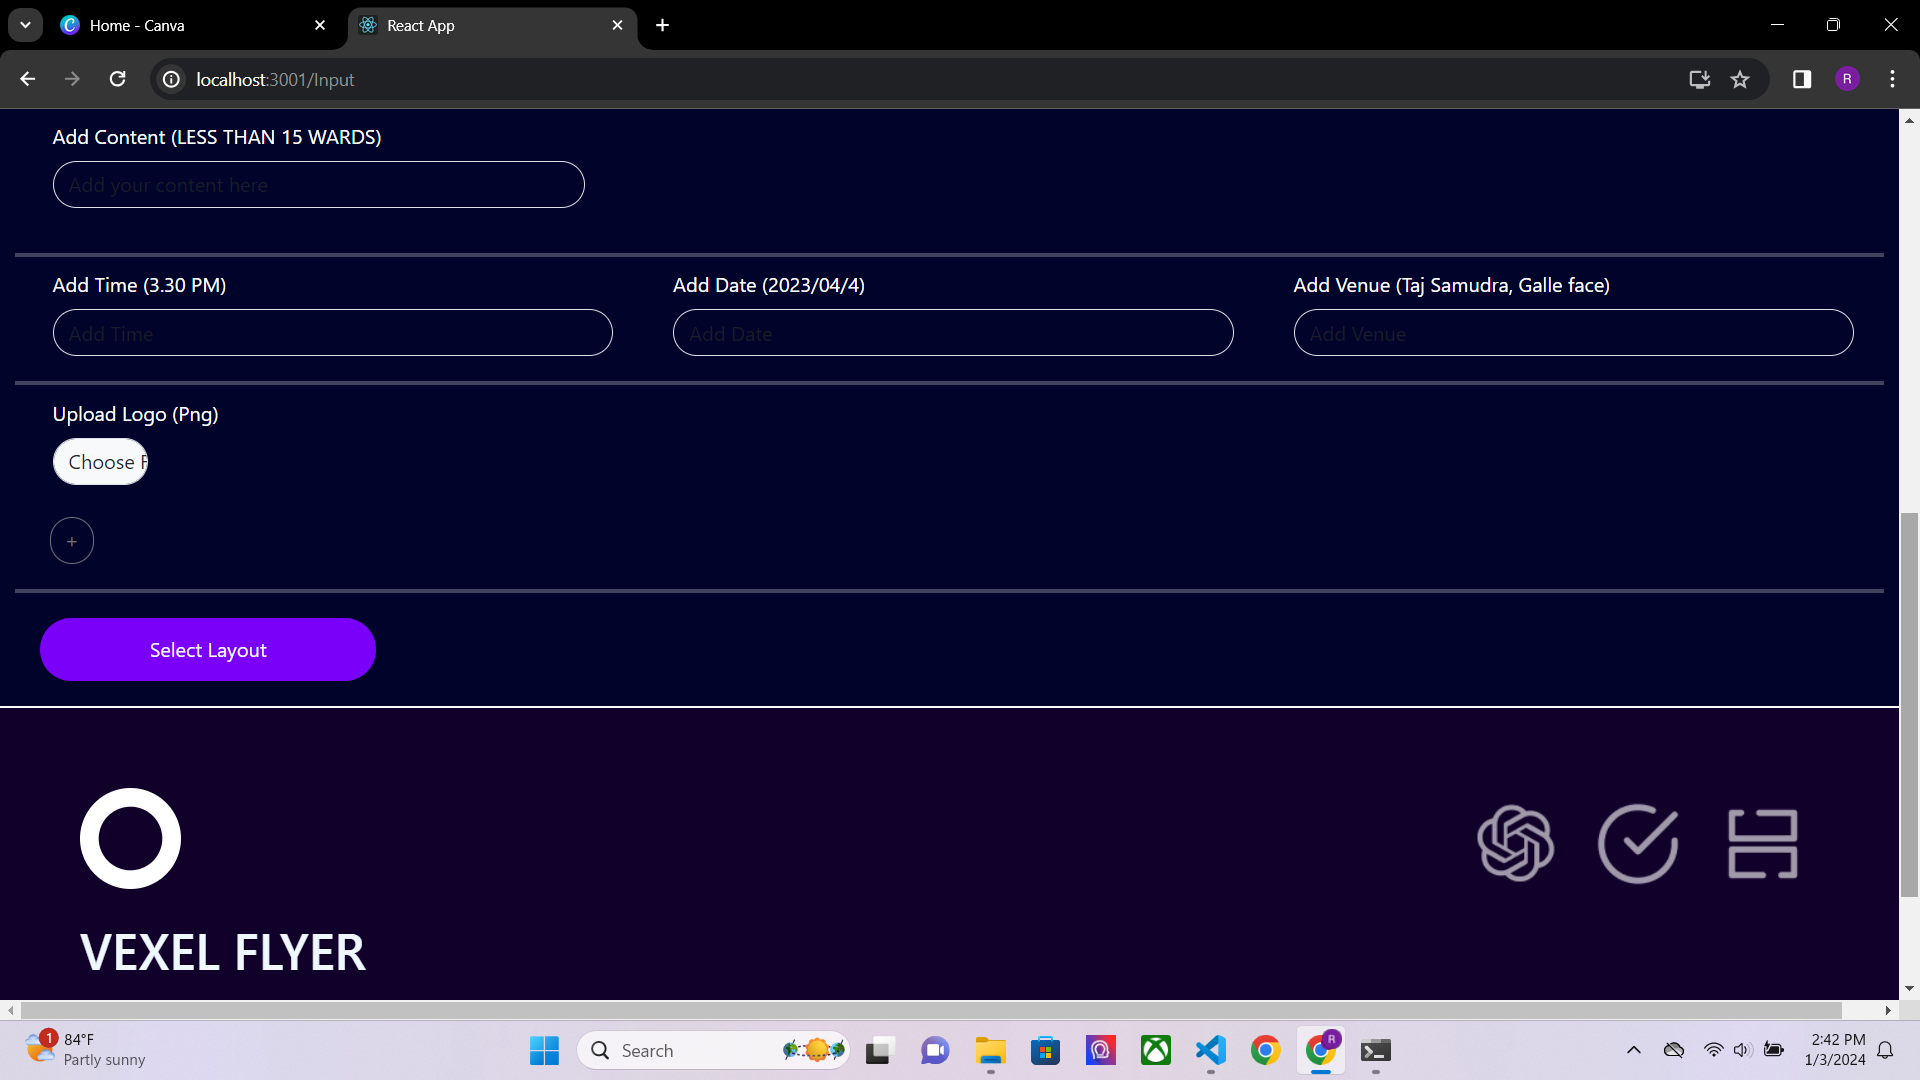 Home - Canva
React App
localhost:3001/Input
R
Add Content (LESS THAN 15 WARDS)
Add your content here
Add Time (3.30 PM) Add Date (2023/04/4) Add Venue (Taj Samudra, Galle face)
Add Time Add Date Add Venue
Upload Logo (Png)
Choose F
+
Select Layout
VEXEL FLYER
1
84°F
Partly sunny
Search
R
2:42 PM
1/3/2024